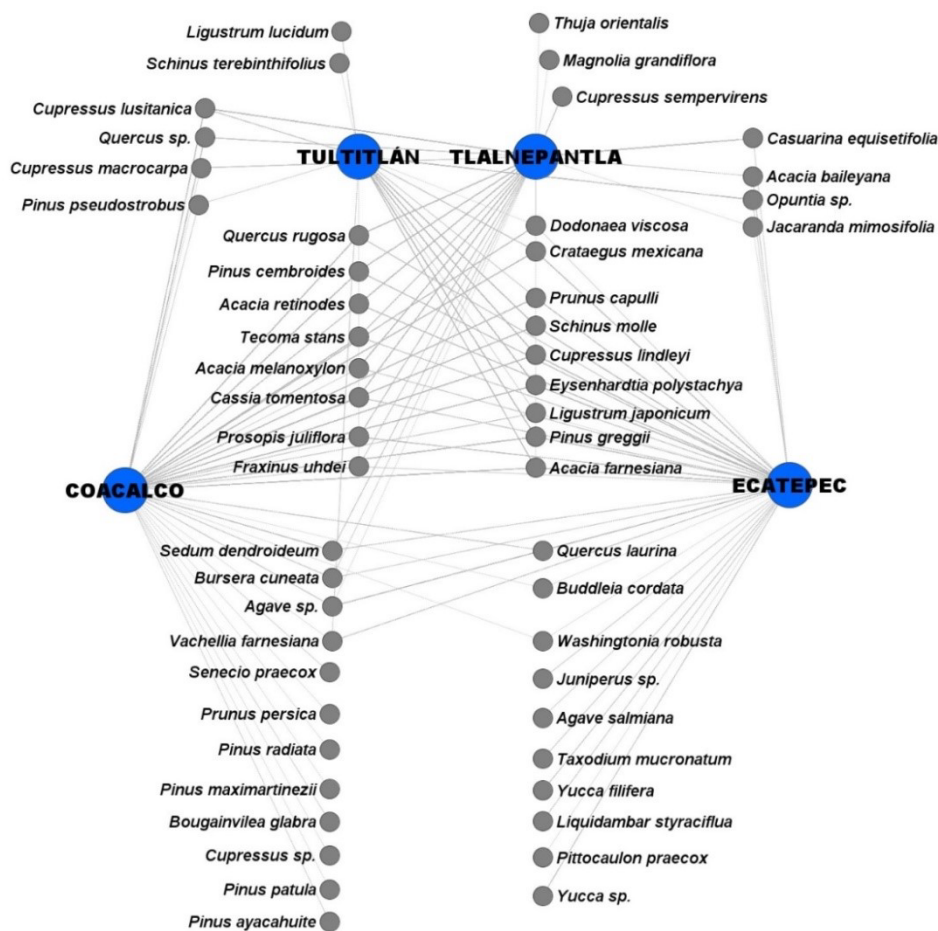 Ligustrum lucidum
Schinus terebinthifolius
Cupressus lusitanica
Quercus sp.
Cupressus macrocarpa
Pinus pseudostrobus
Thuja orientalis
Magnolia grandiflora
Cupressus sempervirens
TULTITLÁN
TLALNEPANTLA
Casuarina equisetifolia
Acacia baileyana
Opuntia sp.
Jacaranda mimosifolia
Quercus rugosa
Pinus cembroides
Acacia retinodes
Tecoma stans
Acacia melanoxylon
Cassia tomentosa
Prosopis juliflora
Fraxinus uhdei
Dodonaea viscosa
Crataegus mexicana
Prunus capulli
Schinus molle
Cupressus lindleyi
Eysenhardtia polystachya
Ligustrum japonicum
Pinus greggii
Acacia farnesiana
COACALCO
ECATEPEC
Sedum dendroideum
Bursera cuneata
Agave sp.
Vachellia farnesiana
Senecio praecox
Prunus persica
Pinus radiata
Pinus maximartinezii
Bougainvilea glabra
Cupressus sp.
Pinus patula
Pinus ayacahuite
Quercus laurina
Buddleia cordata
Washingtonia robusta
Juniperus sp.
Agave salmiana
Taxodium mucronatum
Yucca filifera
Liquidambar styraciflua
Pittocaulon praecox
Yucca sp.